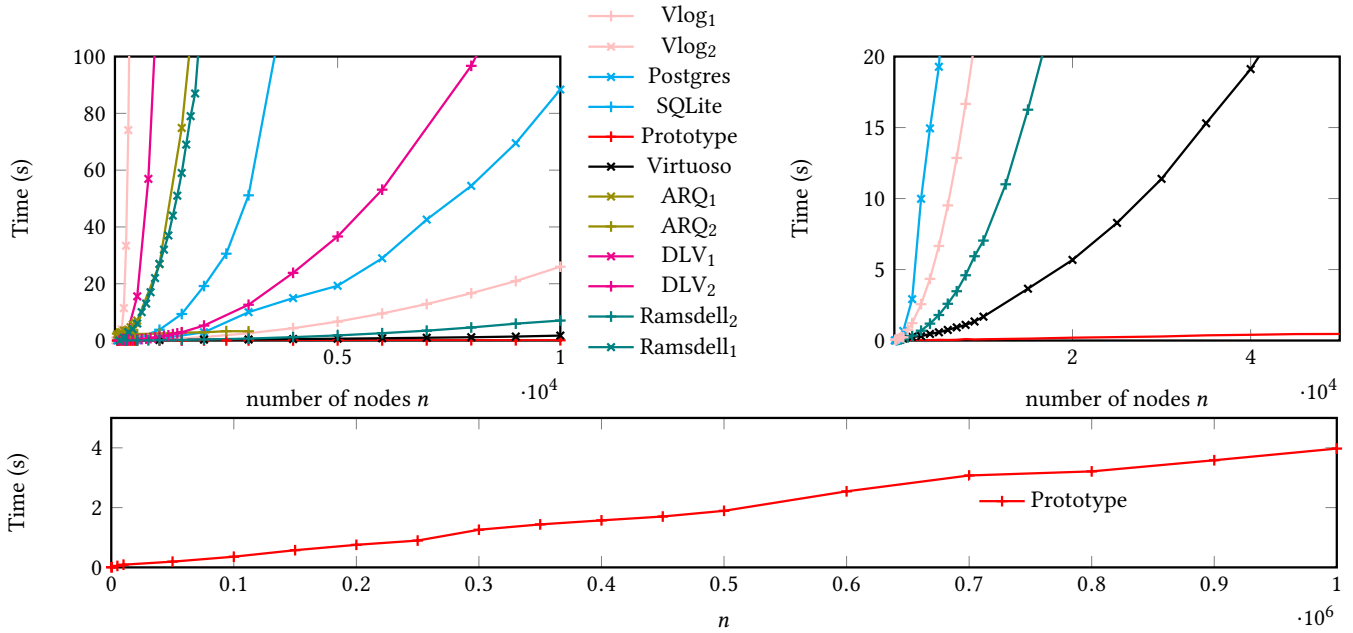 Vlog1
Vlog2
Postgres
SQLite
Prototype
Virtuoso
ARQ1
ARQ2
DLV1
DLV2
Ramsdell2
Ramsdell1
Time (s)
100
80
60
40
20
0
0.5
1
·10^4
number of nodes n
Time (s)
20
15
10
5
0
2
4
·10^4
number of nodes n
Time (s)
4
2
0
Prototype
0
0.1
0.2
0.3
0.4
0.5
0.6
0.7
0.8
0.9
1
·10^6
n